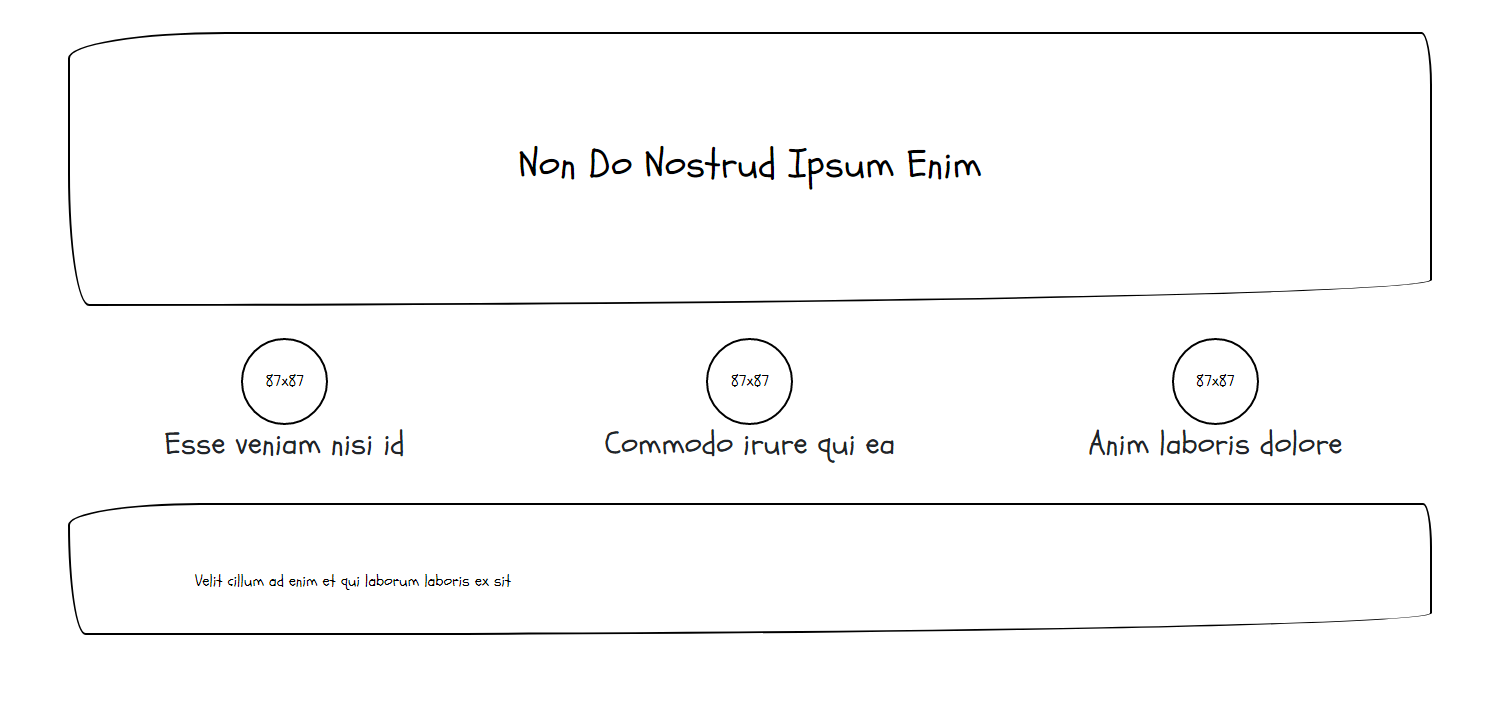 Non Do Nostrud Ipsum Enim
87x87
87x87
87x87
Esse veniam nisi id
Commodo irure qui ea
Anim laboris dolore
Velit cillum ad enim et qui laborum laboris ex sit